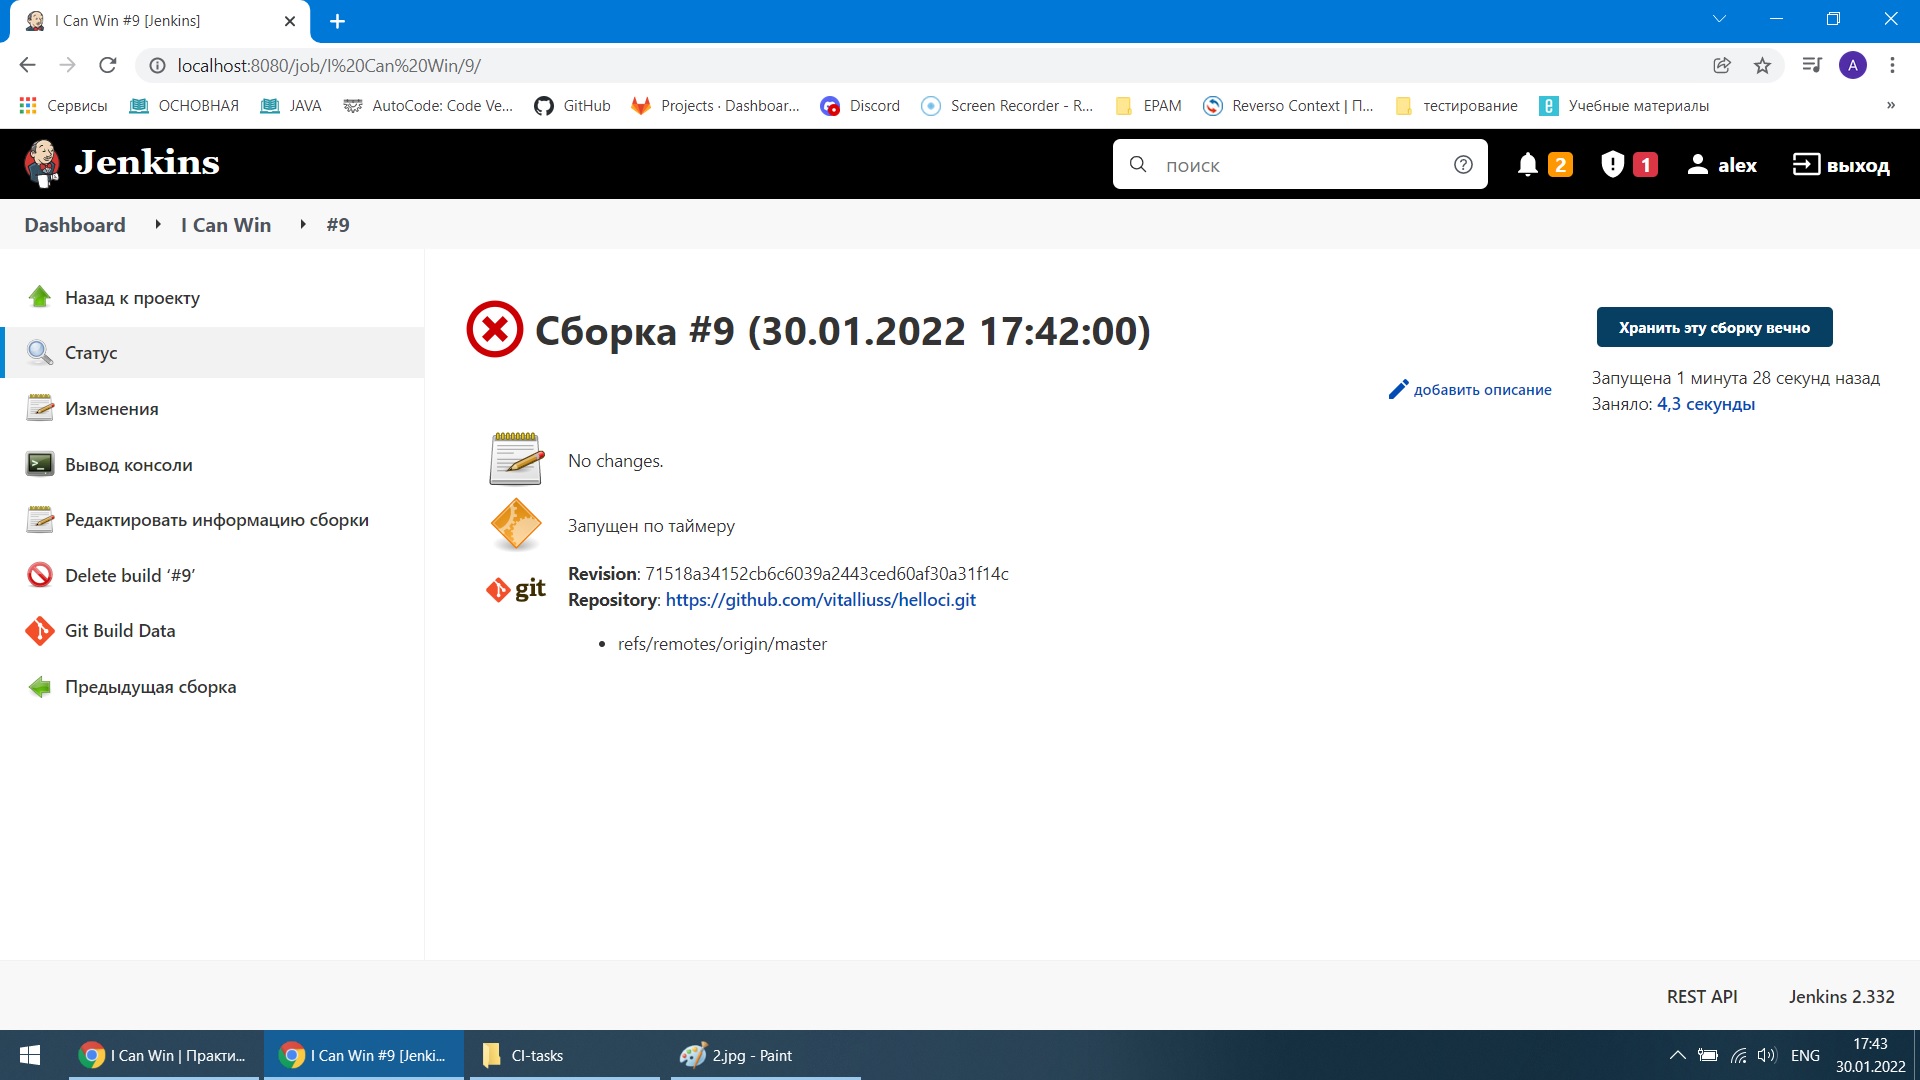 I Can Win #9 [Jenkins]
localhost:8080/job/I%20Can%20Win/9/
A
Сервисы
ОСНОВНАЯ
JAVA
AutoCode: Code Ve...
GitHub
Projects · Dashboar...
Discord
Screen Recorder - R...
EPAM
Reverso Context | П...
тестирование
Учебные материалы
»
Jenkins
поиск
2
1
alex
выход
Dashboard
I Can Win
#9
Назад к проекту
Статус
Изменения
Вывод консоли
Редактировать информацию сборки
Delete build ‘#9’
Git Build Data
Предыдущая сборка
Сборка #9 (30.01.2022 17:42:00)
Хранить эту сборку вечно
добавить описание
Запущена 1 минута 28 секунд назад
Заняло: 4,3 секунды
No changes.
Запущен по таймеру
git
Revision: 71518a34152cb6c6039a2443ced60af30a31f14c
Repository: https://github.com/vitalliuss/helloci.git
• refs/remotes/origin/master
REST API
Jenkins 2.332
I Can Win | Практи...
I Can Win #9 [Jenki...
CI-tasks
2.jpg - Paint
ENG
17:43
30.01.2022